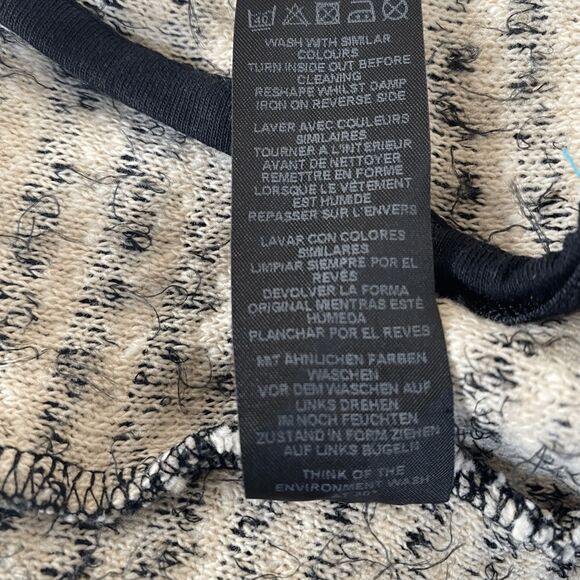 WASH WITH SIMILAR
COLOURS
TURN INSIDE OUT BEFORE
CLEANING
RESHAPE WHILST DAMP
IRON ON REVERSE SIDE
LAVER AVEC COULEURS
SIMILAIRES
TOURNER A L'INTERIEUR
AVANT DE NETTOYER
REMETTRE EN FORME
LORSQUE LE VÊTEMENT
EST HUMIDE
REPASSER SUR L'ENVERS
LAVAR CON COLORES
SIMILARES
LIMPIAR SIEMPRE POR EL
REVÉS
DEVOLVER LA FORMA
ORIGINAL MIENTRAS ESTÉ
HUMEDA
PLANCHAR POR EL REVES
MIT ÄHNLICHEN FARBEN
WASCHEN
VOR DEM WASCHEN AUF
LINKS DREHEN
IM NOCH FEUCHTEN
ZUSTAND IN FORM ZIEHEN
AUF LINKS BÜGELN
THINK OF THE
ENVIRONMENT WASH